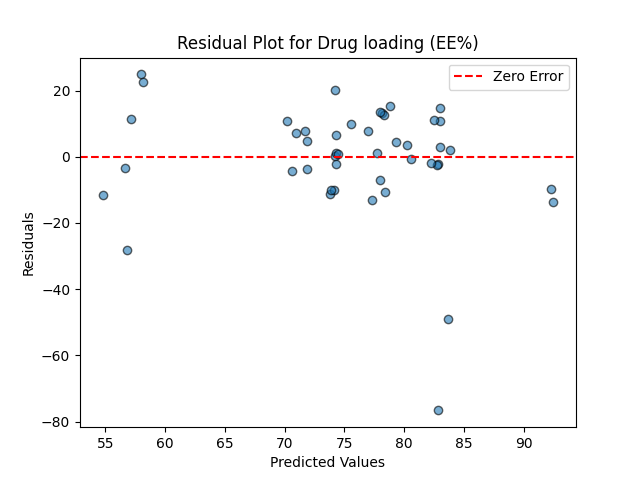 Residual Plot for Drug loading (EE%)
Zero Error
20
0
−20
−40
−60
−80
Residuals
55 60 65 70 75 80 85 90
Predicted Values